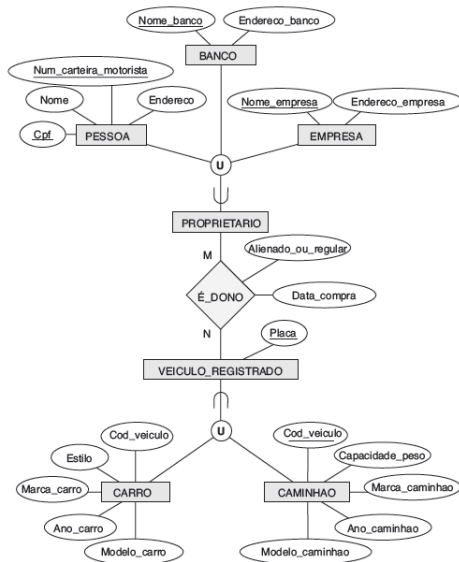 Nome_banco
Endereco_banco
BANCO
Num_carteira_motorista
Nome
Endereco
Cpf
PESSOA
Nome_empresa
Endereco_empresa
EMPRESA
U
PROPRIETARIO
M
Alienado_ou_regular
É_DONO
Data_compra
N
Placa
VEICULO_REGISTRADO
U
Cod_veiculo
Estilo
Marca_carro
CARRO
Ano_carro
Modelo_carro
Cod_veiculo
Capacidade_peso
CAMINHAO
Marca_caminhao
Ano_caminhao
Modelo_caminhao